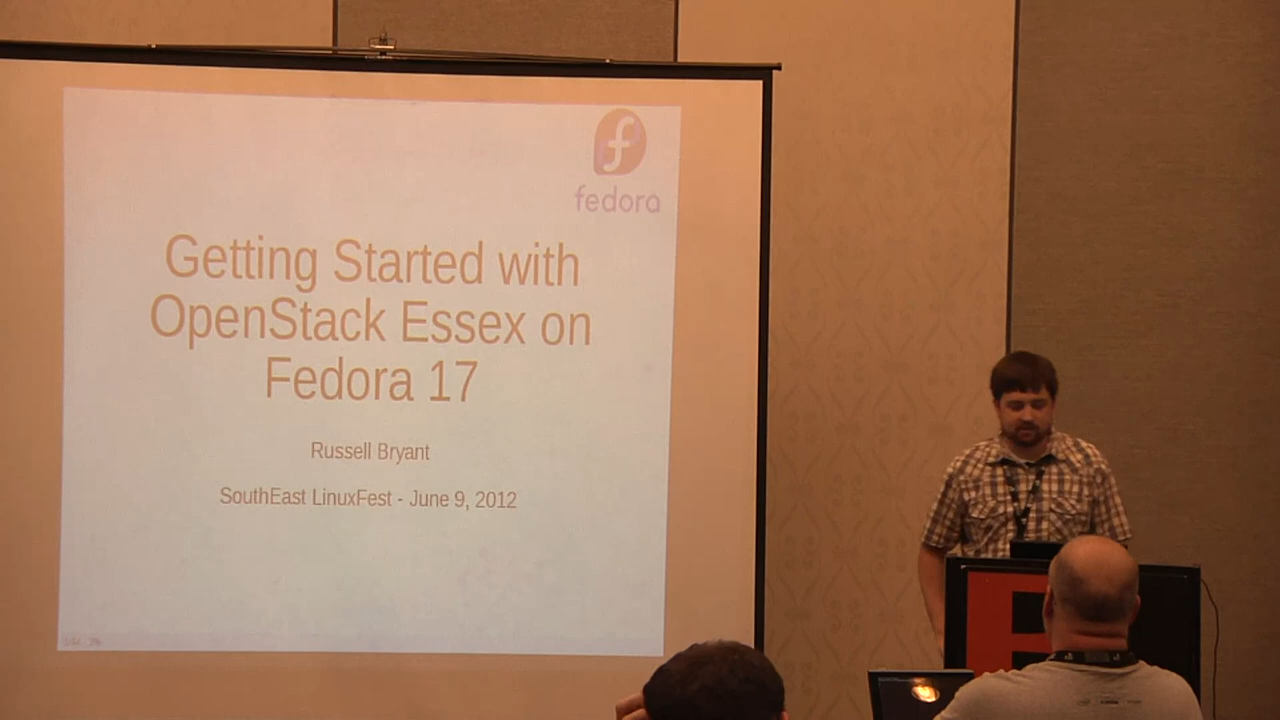 fedora
Getting Started with
OpenStack Essex on
Fedora 17
Russell Bryant
SouthEast LinuxFest - June 9, 2012